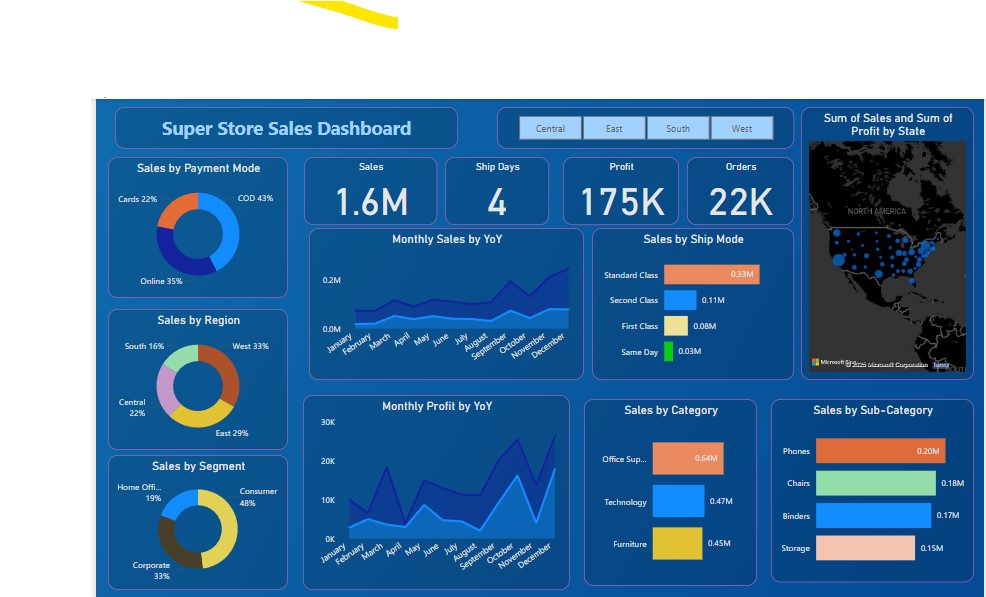 Super Store Sales Dashboard
Central
East
South
West
Sum of Sales and Sum of
Profit by State
NORTH AMERICA
Microsoft
© 2025 Microsoft Corporation
Terms
Sales by Payment Mode
Cards 22%
COD 43%
Online 35%
Sales
1.6M
Ship Days
4
Profit
175K
Orders
22K
Monthly Sales by YoY
0.2M
0.0M
January
February
March
April
May
June
July
August
September
October
November
December
Sales by Ship Mode
Standard Class
0.33M
Second Class
0.11M
First Class
0.08M
Same Day
0.03M
Sales by Region
South 16%
West 33%
Central
22%
East 29%
Monthly Profit by YoY
30K
20K
10K
0K
January
February
March
April
May
June
July
August
September
October
November
December
Sales by Category
Office Sup...
0.64M
Technology
0.47M
Furniture
0.45M
Sales by Sub-Category
Phones
0.20M
Chairs
0.18M
Binders
0.17M
Storage
0.15M
Sales by Segment
Home Offi...
19%
Consumer
48%
Corporate
33%